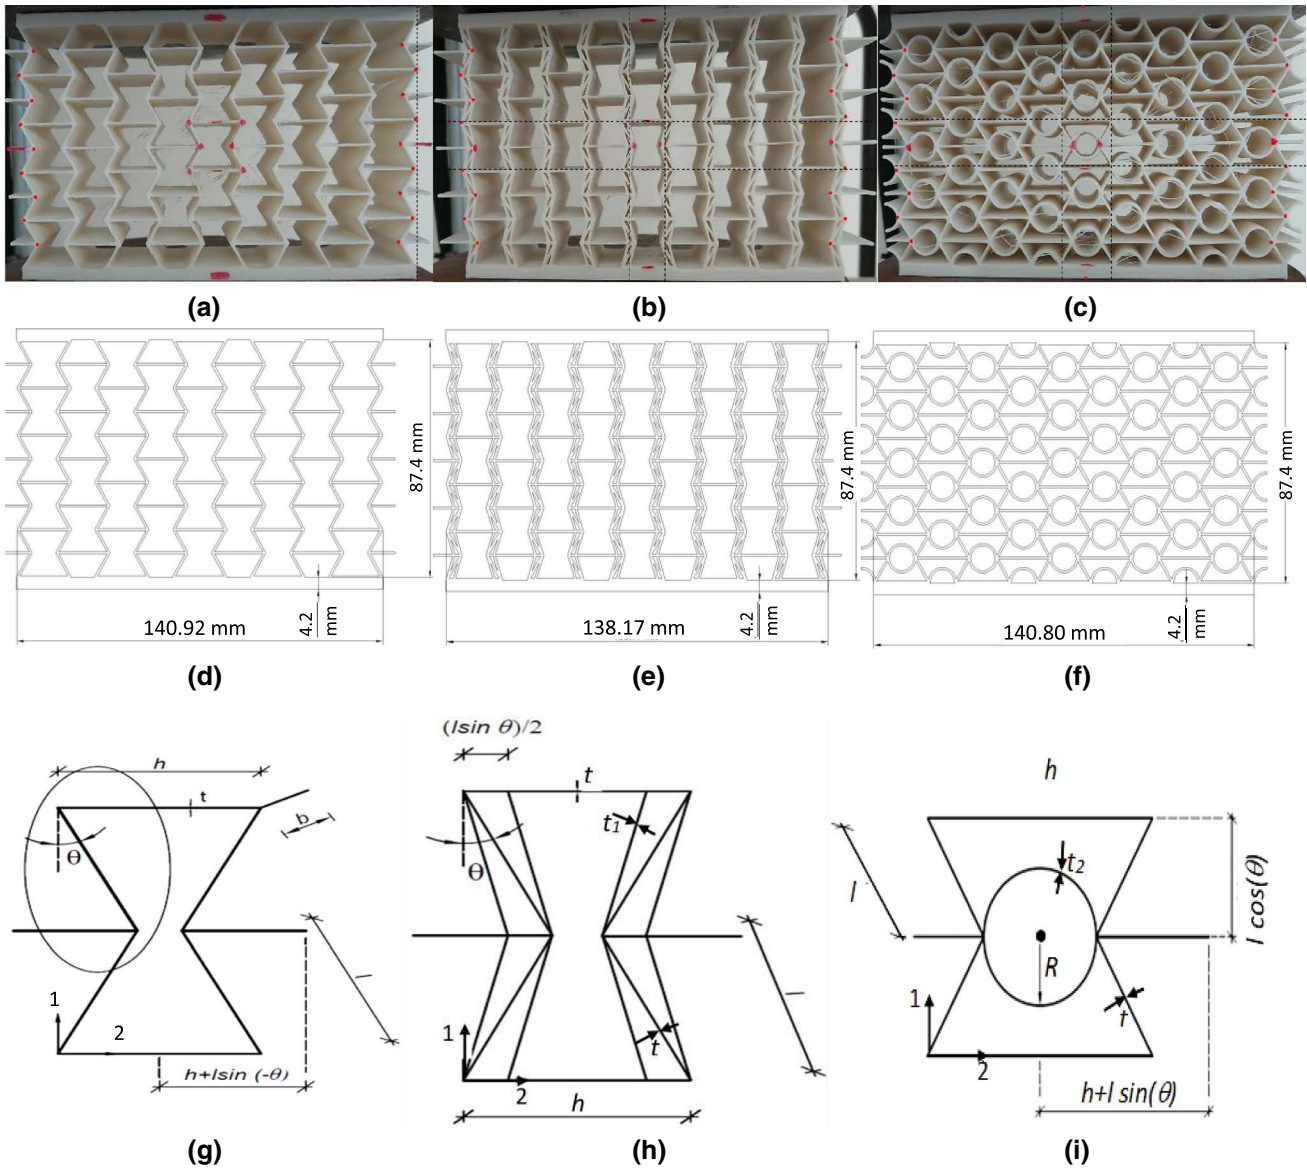 (a)
(b)
(c)
87.4 mm
140.92 mm
4.2
mm
87.4 mm
138.17 mm
4.2
mm
87.4 mm
140.80 mm
4.2
mm
(d)
(e)
(f)
h
t
b
θ
l
1
2
h+lsin (-θ)
(lsin θ)/2
t
t1
θ
l
1
t
2
h
h
t2
l
l cos(θ)
R
1
t
2
h+l sin(θ)
(g)
(h)
(i)